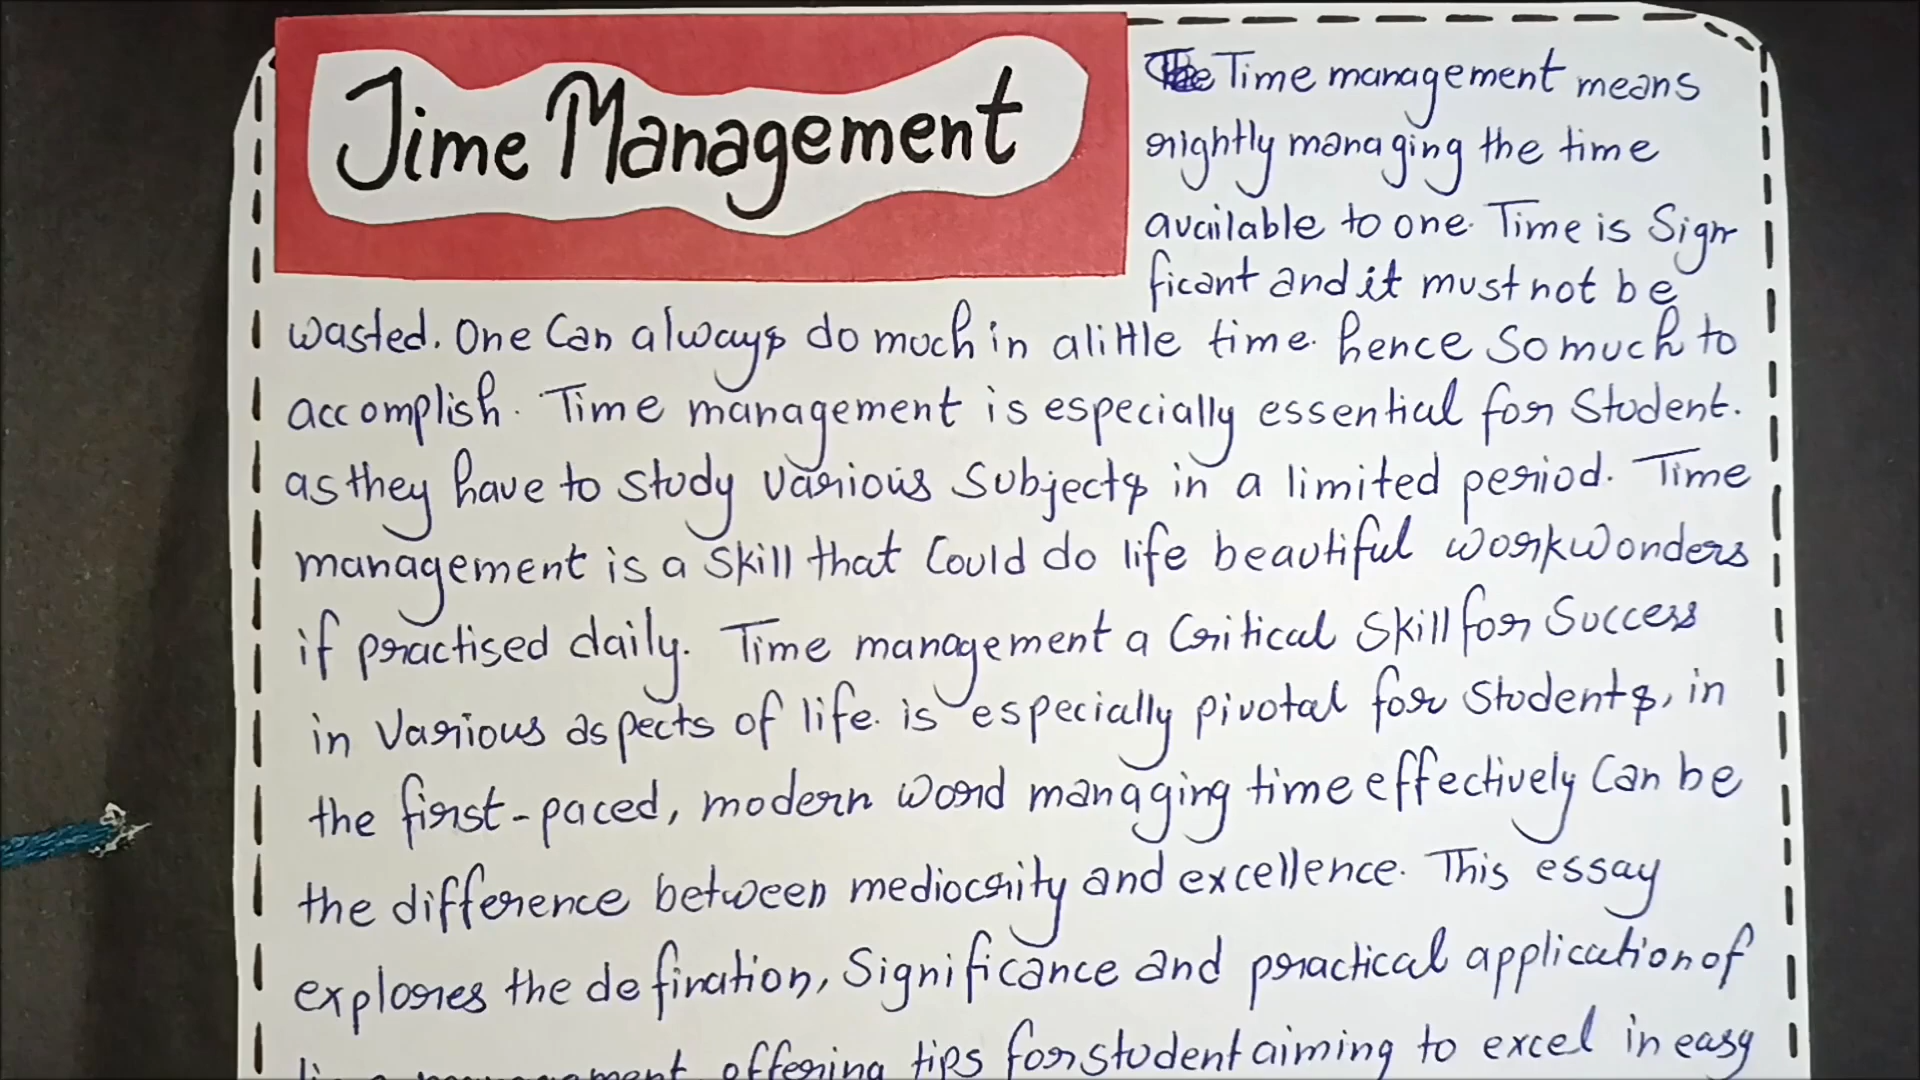 Time Management
Time management means
rightly managing the time
available to one. Time is Signi
ficant and it must not be
wasted. One Can always do much in a little time. hence So much to
accomplish. Time management is especially essential for Student.
as they have to study various Subjects in a limited period. Time
management is a skill that Could do life beautiful work wonders
if practised daily. Time management a Critical Skill for Success
in various aspects of life. is especially pivotal for Students, in
the first-paced, modern word managing time effectively Can be
the difference between mediocrity and excellence. This essay
explores the defination, Significance and practical application of
offering tips for student aiming to excel in easy